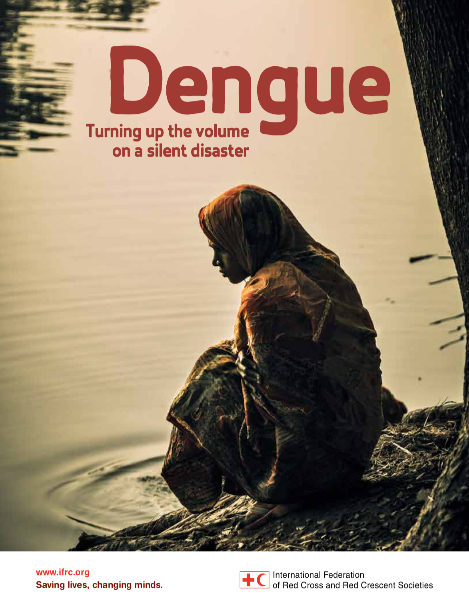 Dengue
Turning up the volume
on a silent disaster
www.ifrc.org
Saving lives, changing minds.
International Federation
of Red Cross and Red Crescent Societies